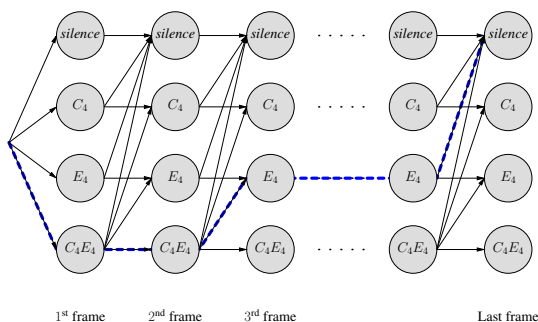 silence silence silence · · · · · silence silence
C₄ C₄ C₄ · · · · · C₄ C₄
E₄ E₄ E₄ E₄ E₄
C₄E₄ C₄E₄ C₄E₄ · · · · · C₄E₄ C₄E₄
1st frame 2nd frame 3rd frame Last frame